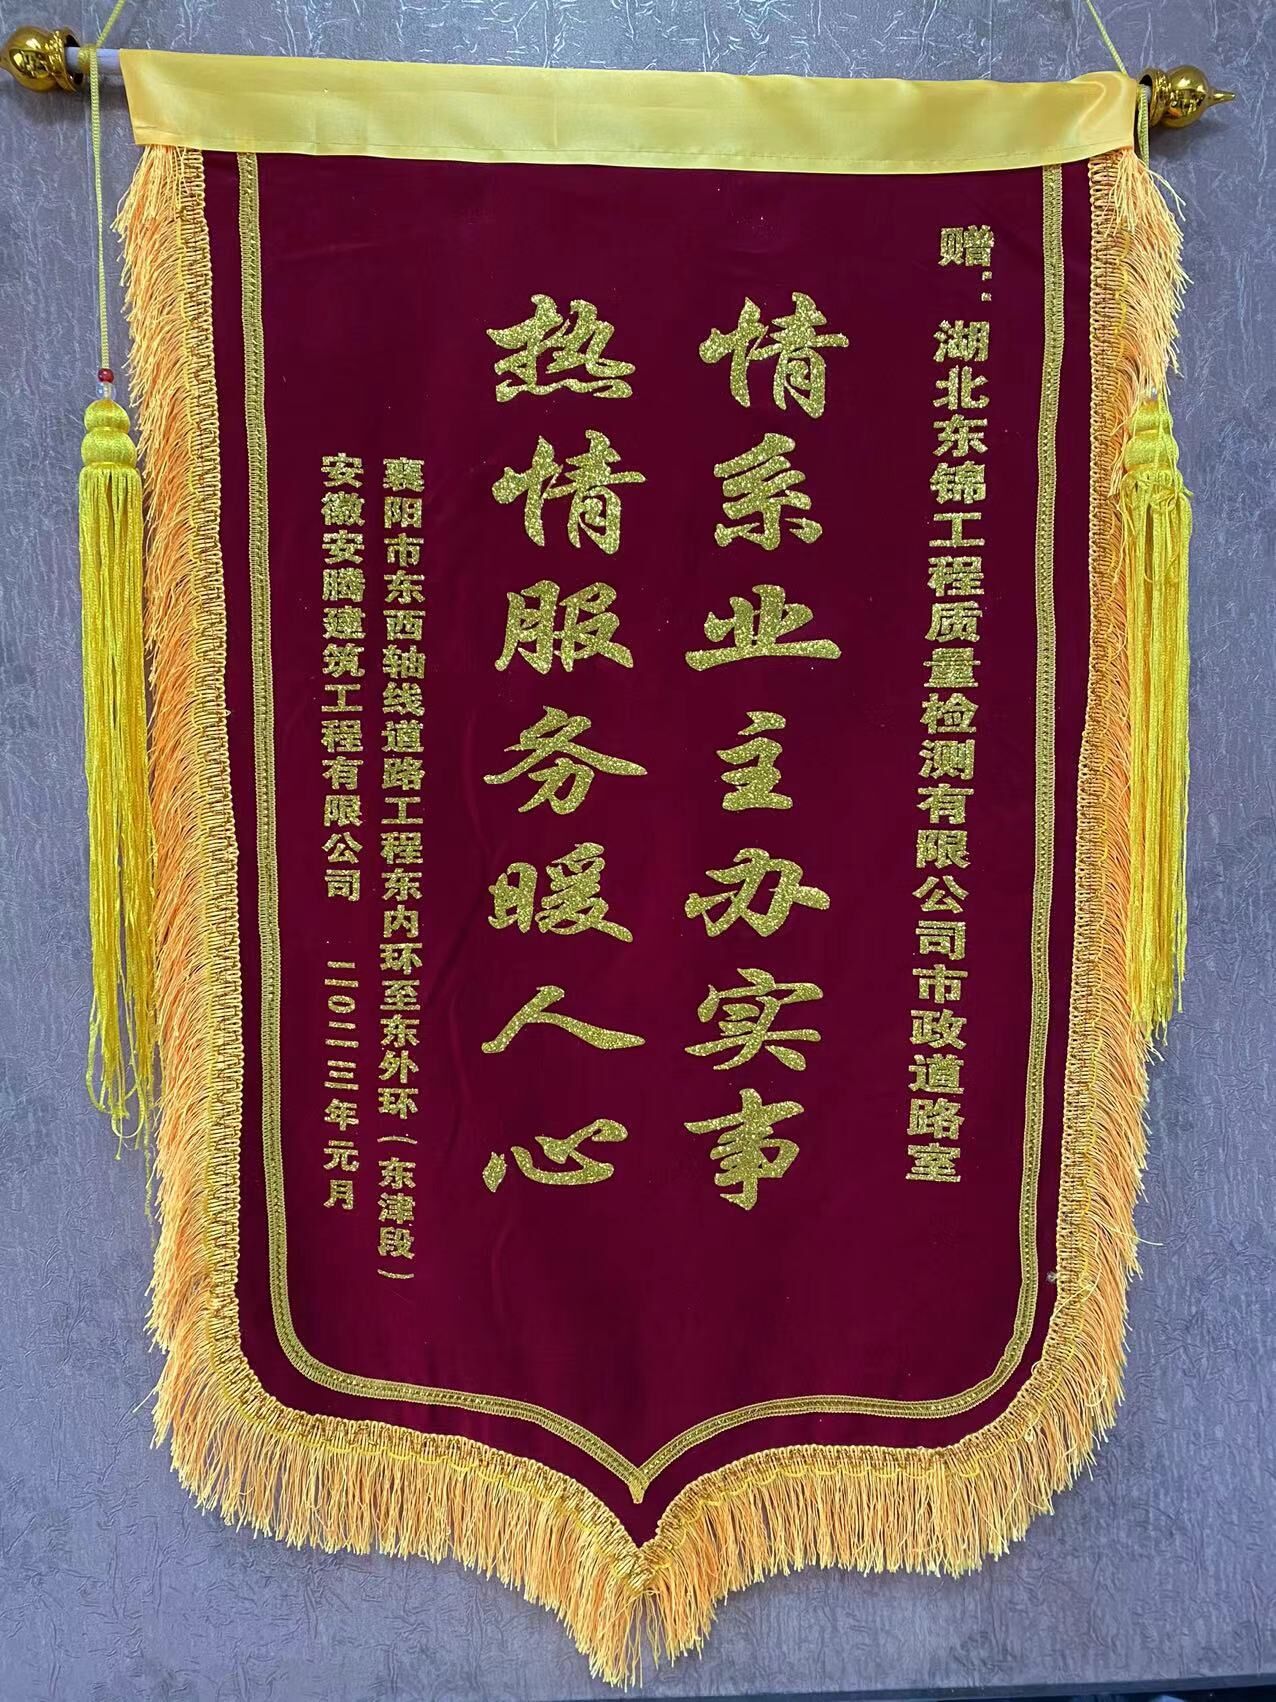 赠：湖北东锦工程质量检测有限公司市政道路室
情系业主办实事
热情服务暖人心
襄阳市东西轴线道路工程东内环至东外环（东津段）
安徽安腾建筑工程有限公司 二〇二三年元月